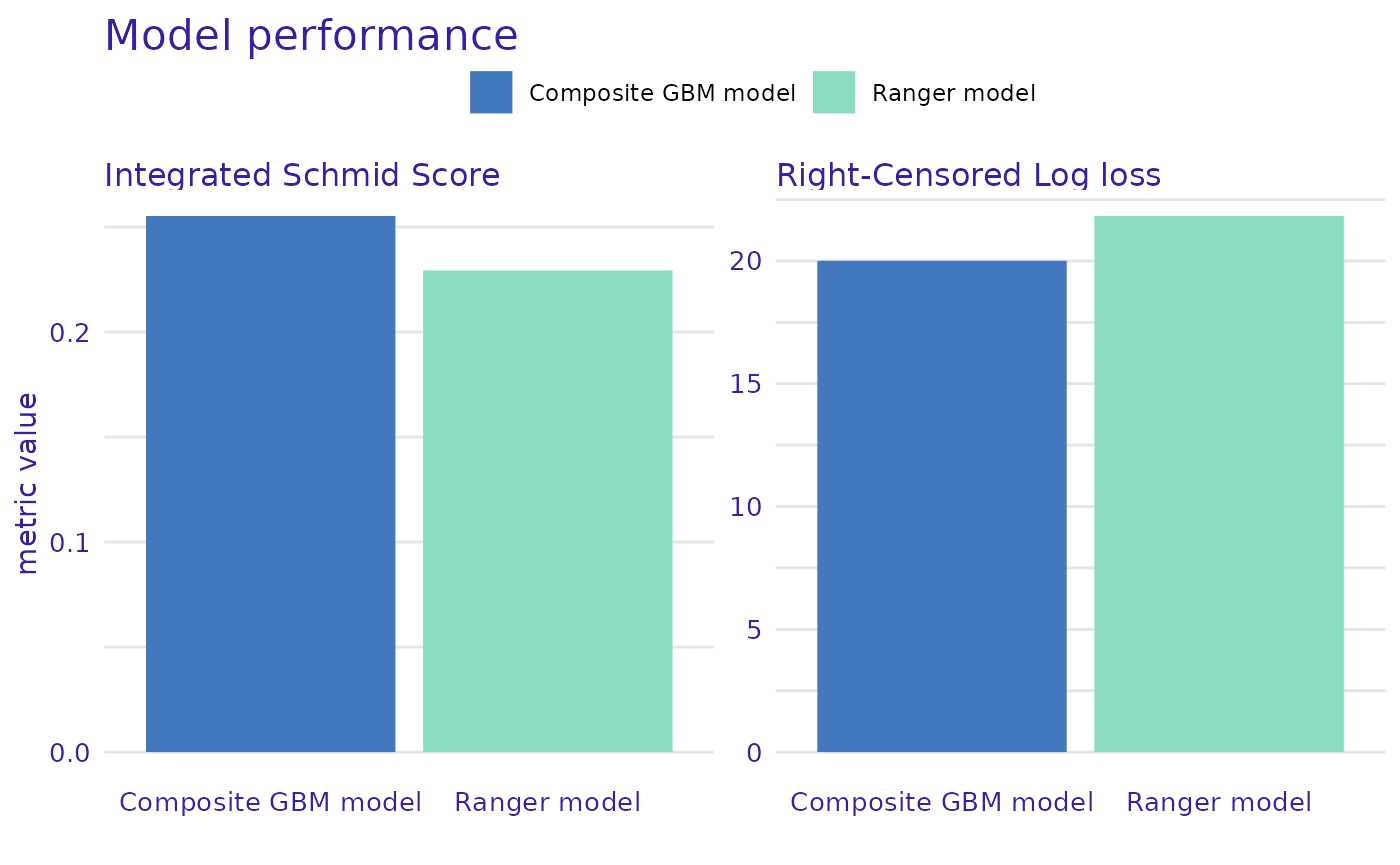 Model performance
Composite GBM model
Ranger model
Integrated Schmid Score
metric value
0.2
0.1
0.0
Composite GBM model
Ranger model
Right-Censored Log loss
20
15
10
5
0
Composite GBM model
Ranger model